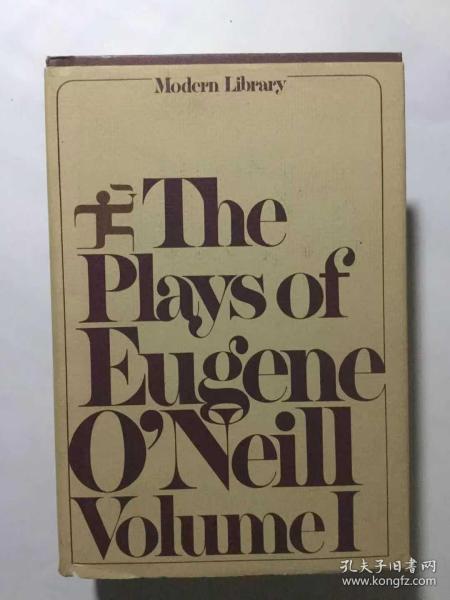 Modern Library
The
Plays of
Eugene
O'Neill
Volume I
孔夫子旧书网
www.kongfz.com